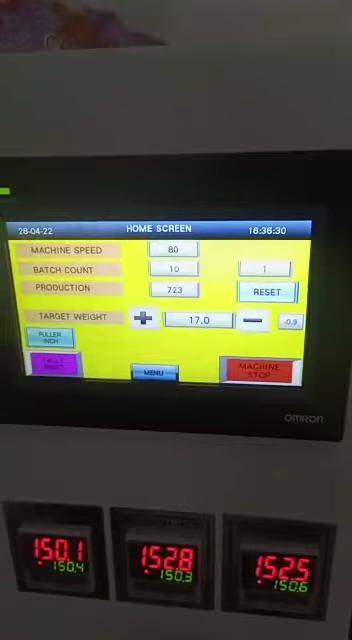 28-04-22 HOME SCREEN 16:36:30
MACHINE SPEED 80
BATCH COUNT 10 1
PRODUCTION 723 RESET
TARGET WEIGHT + 17.0 − -0.9
PULLER INCH
FAULT RESET
MENU
MACHINE STOP
OMRON
150.1 152.8 152.5
150.4 150.3 150.6